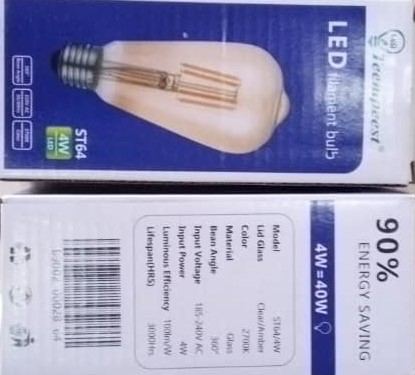 LED
filament bulb
ST64
4W
LED
90%
ENERGY SAVING
4W=40W
Model ST64/4W
Lid Glass Clear/Amber
Color 2700K
Material Glass
Bean Angle 360°
Input Voltage 185-240V AC
Input Power 4W
Luminous Efficiency 100lm/W
Lifespan(HRS) 3000Hrs